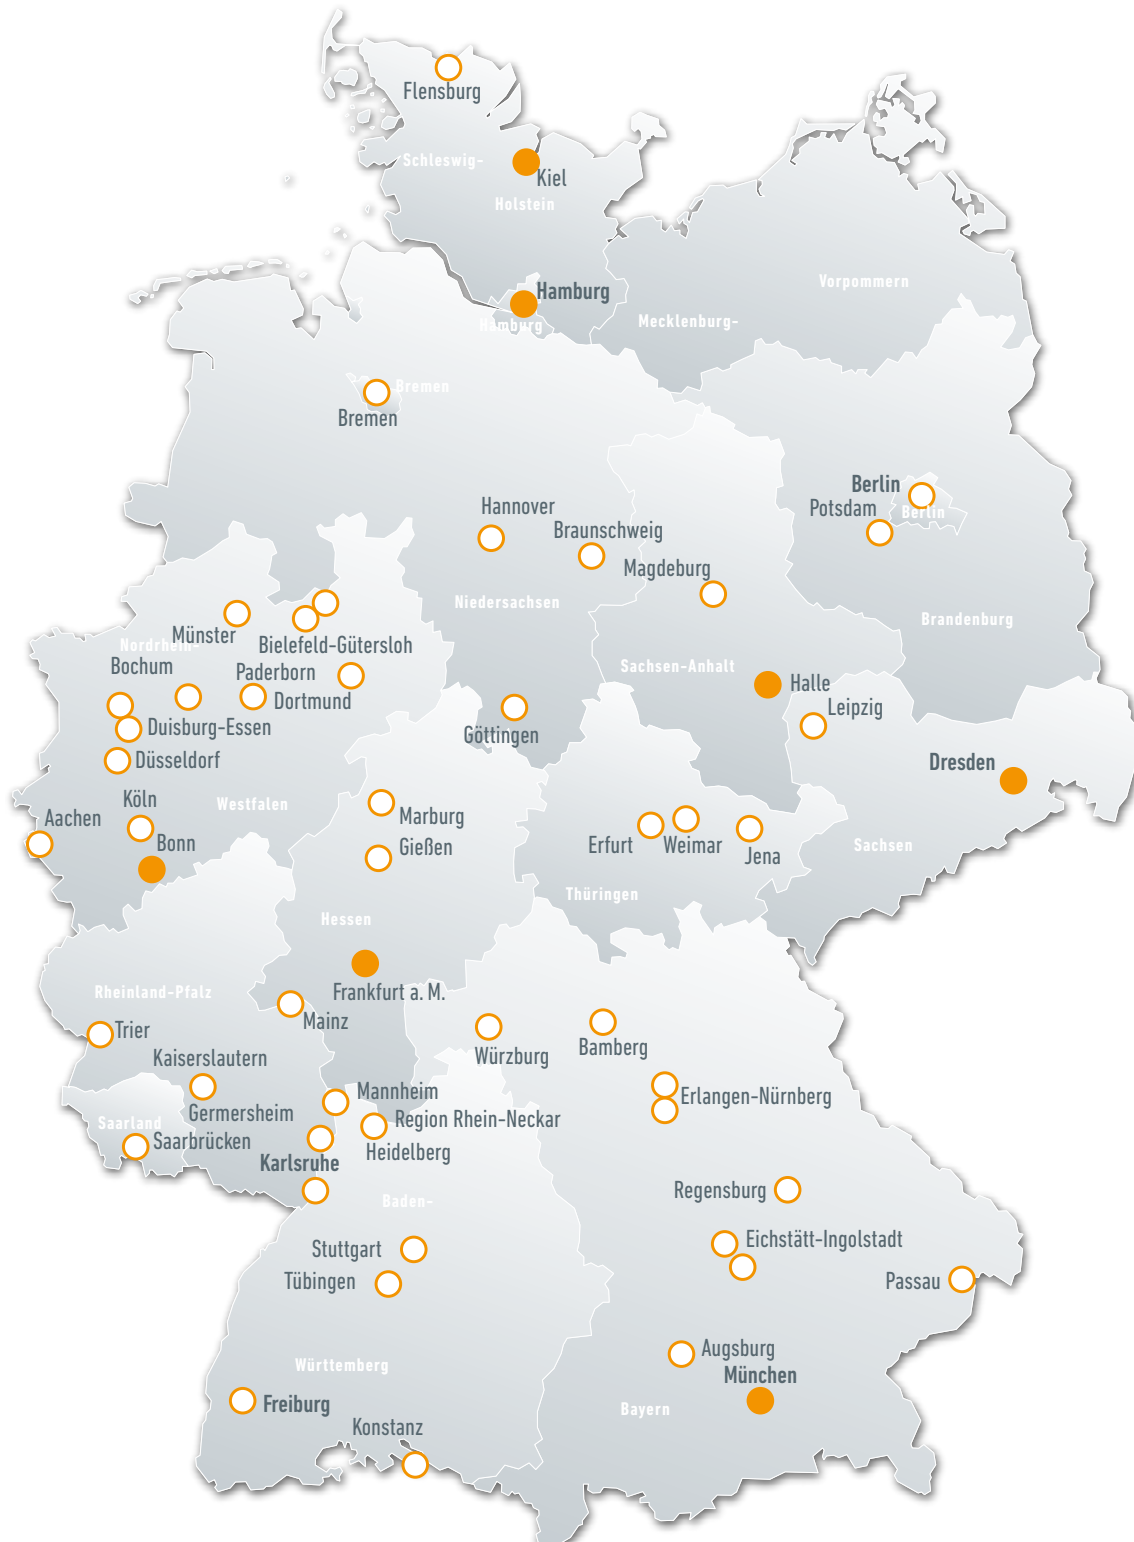 Flensburg
Schleswig-
Kiel
Holstein
Vorpommern
Hamburg
Hamburg
Mecklenburg-
Bremen
Bremen
Berlin
Hannover
Potsdam
Berlin
Braunschweig
Magdeburg
Niedersachsen
Brandenburg
Münster
Nordrhein-
Bielefeld-Gütersloh
Bochum
Paderborn
Sachsen-Anhalt
Halle
Dortmund
Leipzig
Duisburg-Essen
Göttingen
Düsseldorf
Dresden
Köln
Westfalen
Aachen
Marburg
Bonn
Gießen
Erfurt
Weimar
Jena
Sachsen
Thüringen
Hessen
Rheinland-Pfalz
Frankfurt a. M.
Mainz
Trier
Würzburg
Bamberg
Kaiserslautern
Mannheim
Erlangen-Nürnberg
Germersheim
Region Rhein-Neckar
Saarland
Saarbrücken
Heidelberg
Karlsruhe
Regensburg
Baden-
Stuttgart
Eichstätt-Ingolstadt
Tübingen
Passau
Augsburg
Württemberg
München
Freiburg
Bayern
Konstanz